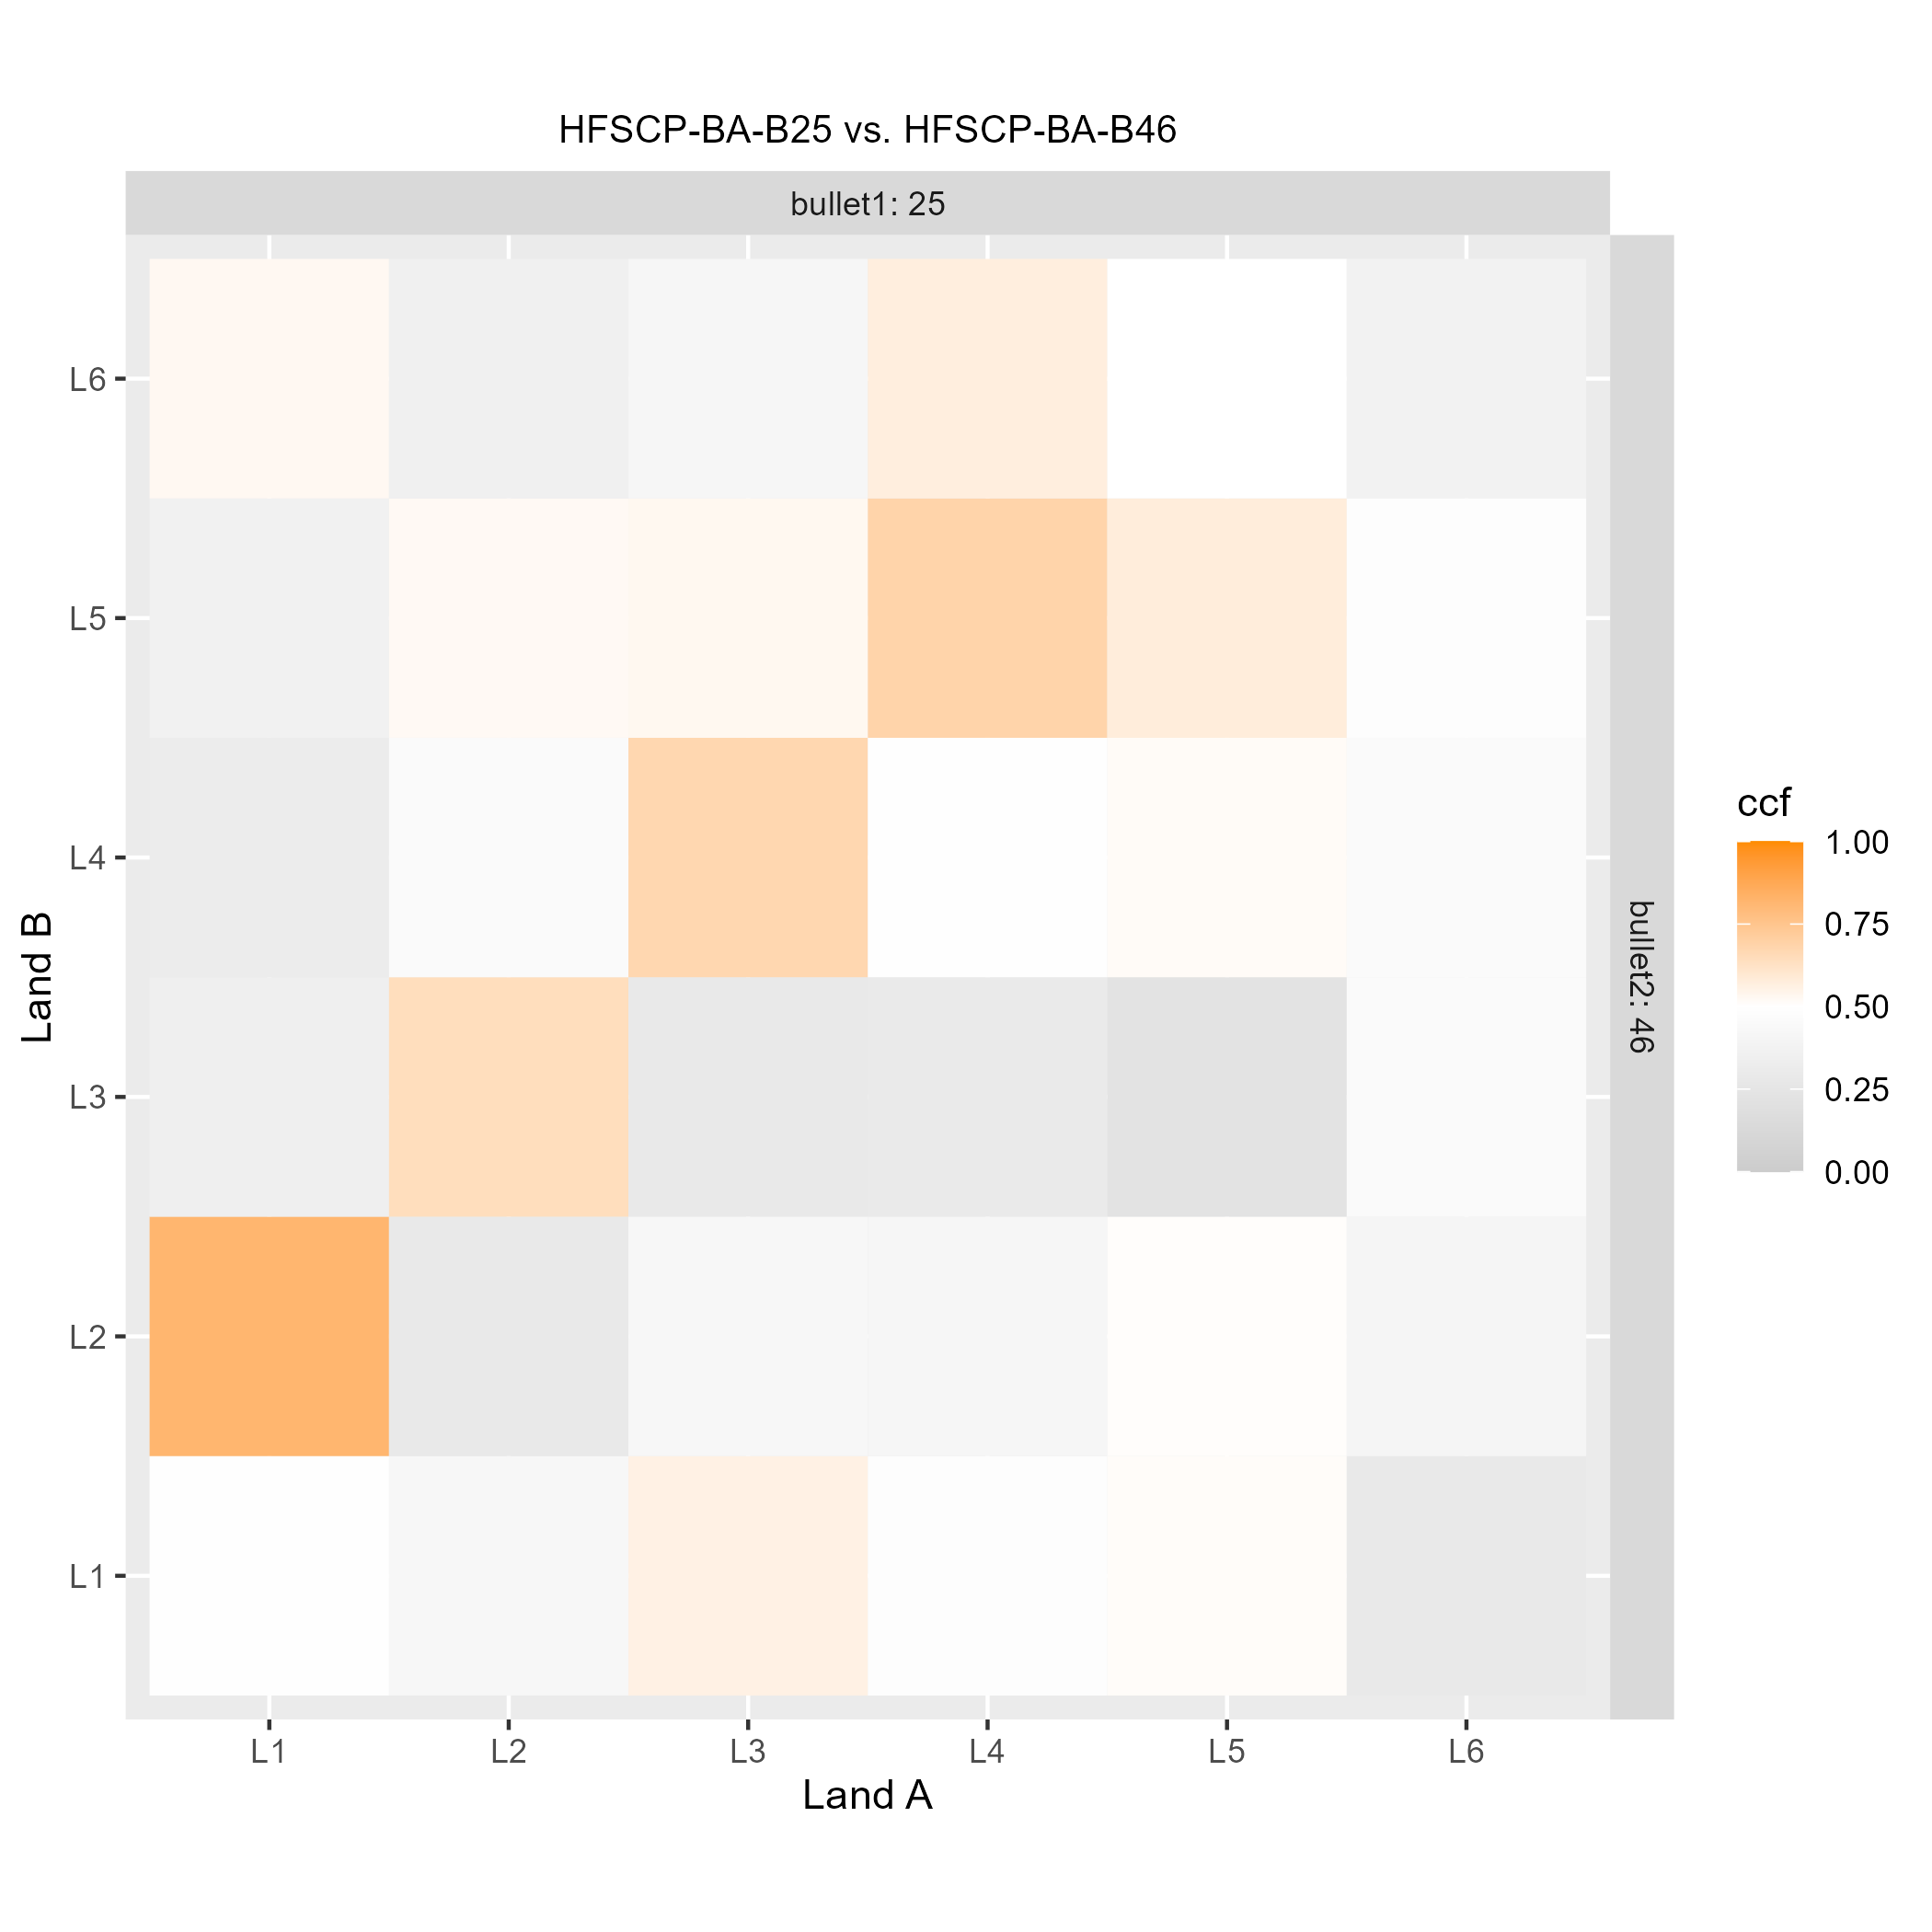 HFSCP-BA-B25 vs. HFSCP-BA-B46
bullet1: 25
L6
L5
L4
L3
L2
L1
Land B
bullet2: 46
ccf
1.00
0.75
0.50
0.25
0.00
L1 L2 L3 L4 L5 L6
Land A